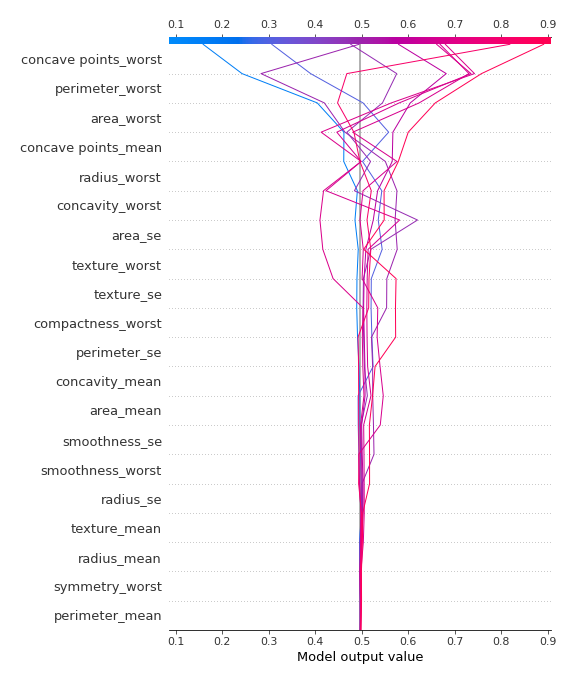 0.1 0.2 0.3 0.4 0.5 0.6 0.7 0.8 0.9
concave points_worst
perimeter_worst
area_worst
concave points_mean
radius_worst
concavity_worst
area_se
texture_worst
texture_se
compactness_worst
perimeter_se
concavity_mean
area_mean
smoothness_se
smoothness_worst
radius_se
texture_mean
radius_mean
symmetry_worst
perimeter_mean
0.1 0.2 0.3 0.4 0.5 0.6 0.7 0.8 0.9
Model output value